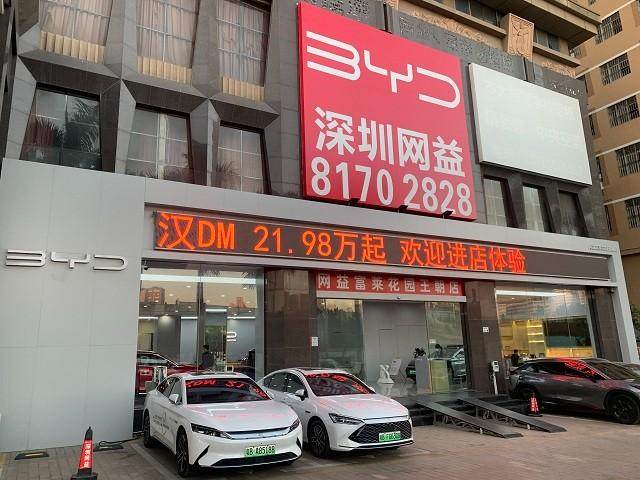 BYD
深圳网益
8170 2828
汉DM 21.98万起 欢迎进店体验
BYD
网益富莱花园王朝店